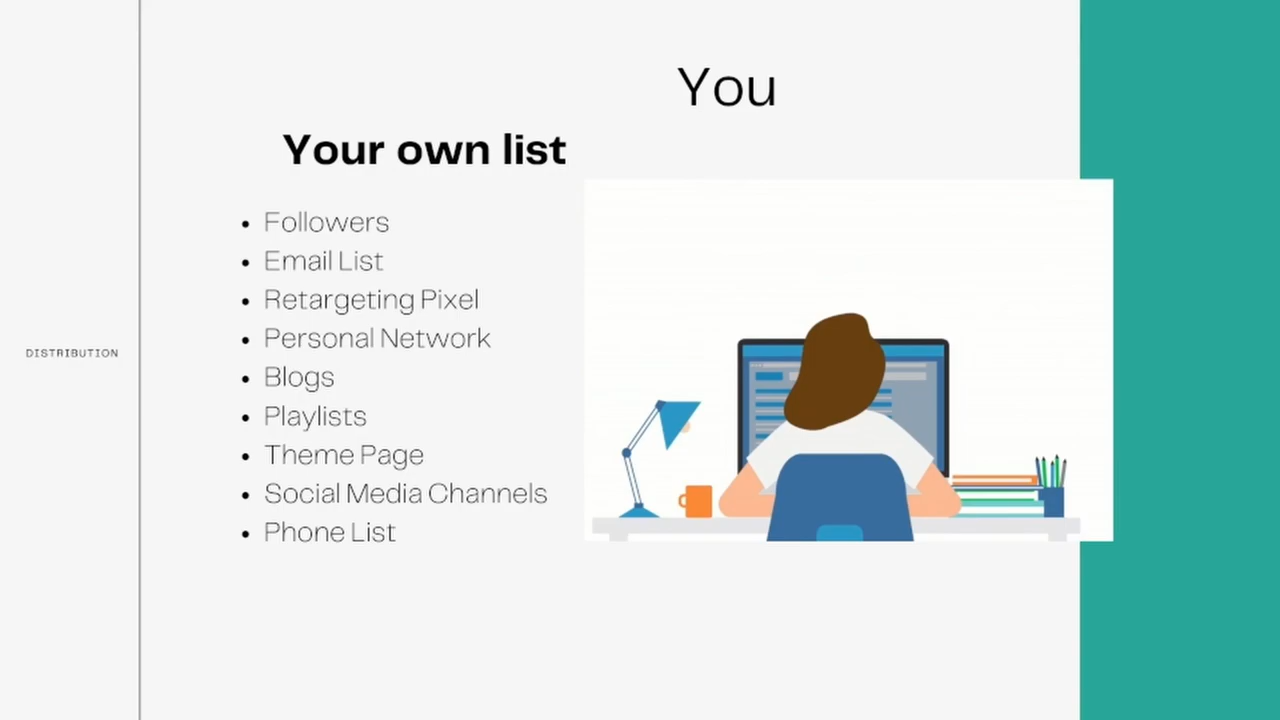 You
Your own list
Followers
Email List
Retargeting Pixel
Personal Network
DISTRIBUTION
Blogs
Playlists
Theme Page
Social Media Channels
Phone List